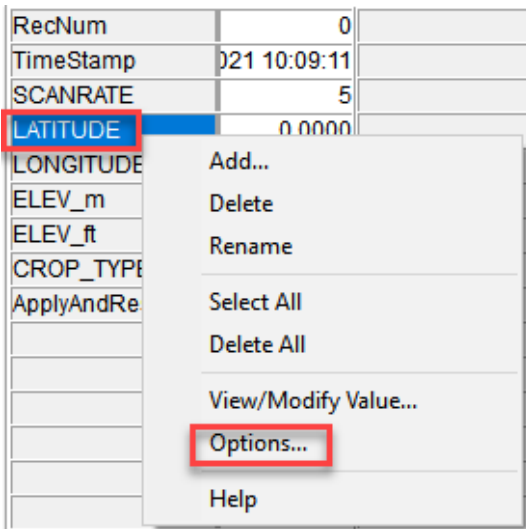 RecNum 0
TimeStamp 021 10:09:11
SCANRATE 5
LATITUDE 0.0000
LONGITUDE
ELEV_m
ELEV_ft
CROP_TYPE
ApplyAndRe
Add...
Delete
Rename
Select All
Delete All
View/Modify Value...
Options...
Help